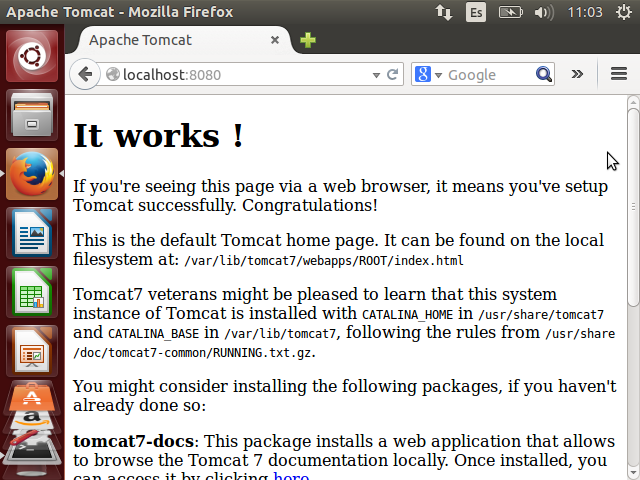 Apache Tomcat - Mozilla Firefox
Es
11:03
Apache Tomcat
localhost:8080
Google
It works !
If you're seeing this page via a web browser, it means you've setup
Tomcat successfully. Congratulations!
This is the default Tomcat home page. It can be found on the local
filesystem at: /var/lib/tomcat7/webapps/ROOT/index.html
Tomcat7 veterans might be pleased to learn that this system
instance of Tomcat is installed with CATALINA_HOME in /usr/share/tomcat7
and CATALINA_BASE in /var/lib/tomcat7, following the rules from /usr/share
/doc/tomcat7-common/RUNNING.txt.gz.
You might consider installing the following packages, if you haven't
already done so:
tomcat7-docs: This package installs a web application that allows
to browse the Tomcat 7 documentation locally. Once installed, you
can access it by clicking here.